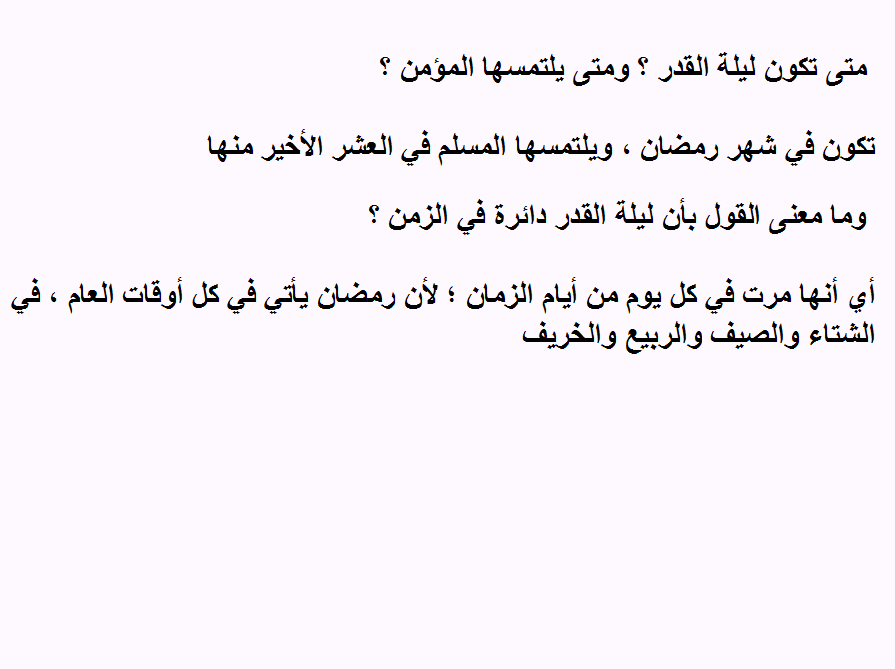 متى تكون ليلة القدر ؟ ومتى يلتمسها المؤمن ؟
تكون في شهر رمضان ، ويلتمسها المسلم في العشر الأخير منها
وما معنى القول بأن ليلة القدر دائرة في الزمن ؟
أي أنها مرت في كل يوم من أيام الزمان ؛ لأن رمضان يأتي في كل أوقات العام ، في
الشتاء والصيف والربيع والخريف